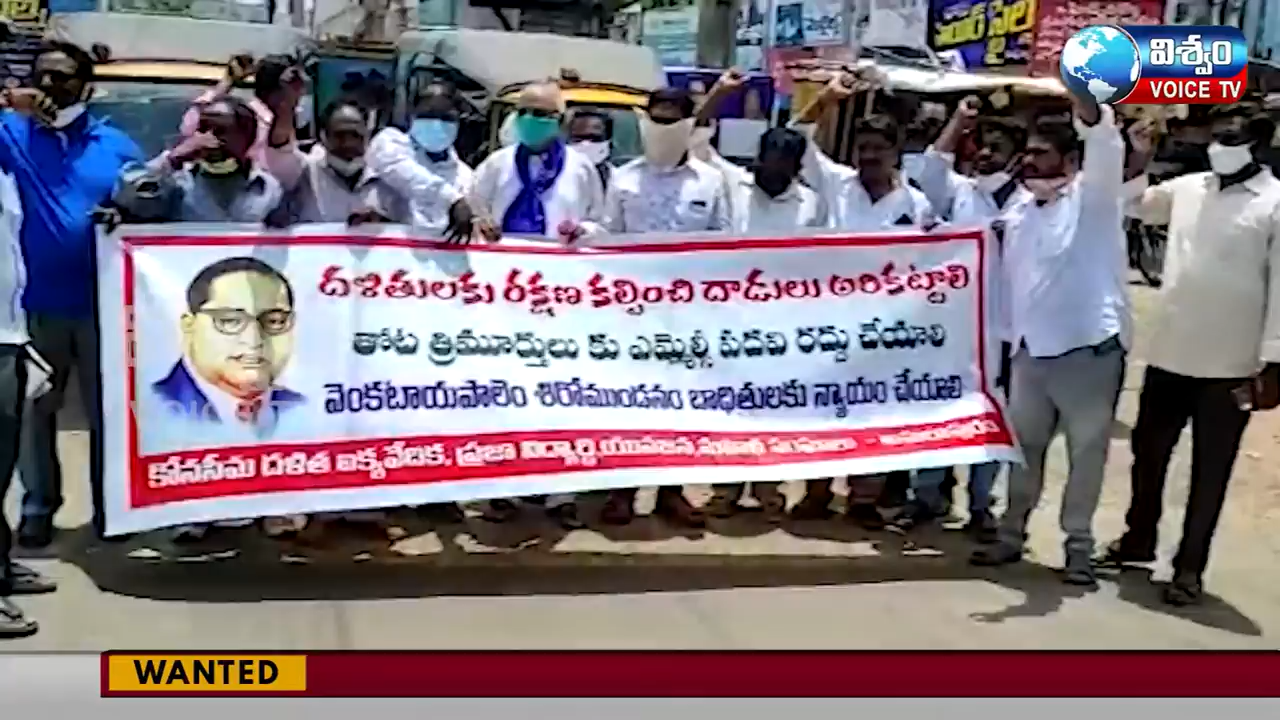 విశ్వం
VOICE TV
దళితులకు రక్షణ కల్పించి దాడులు అరికట్టాలి
తోట త్రిమూర్తులు కు ఎమ్మెల్సీ పదవి రద్దు చేయాలి
వెంకటాయపాలెం శిరోముండనం బాధితులకు న్యాయం చేయాలి
కోనసీమ దళిత ఐక్యవేదిక, ప్రజా విద్యార్థి, యువజన,
WANTED